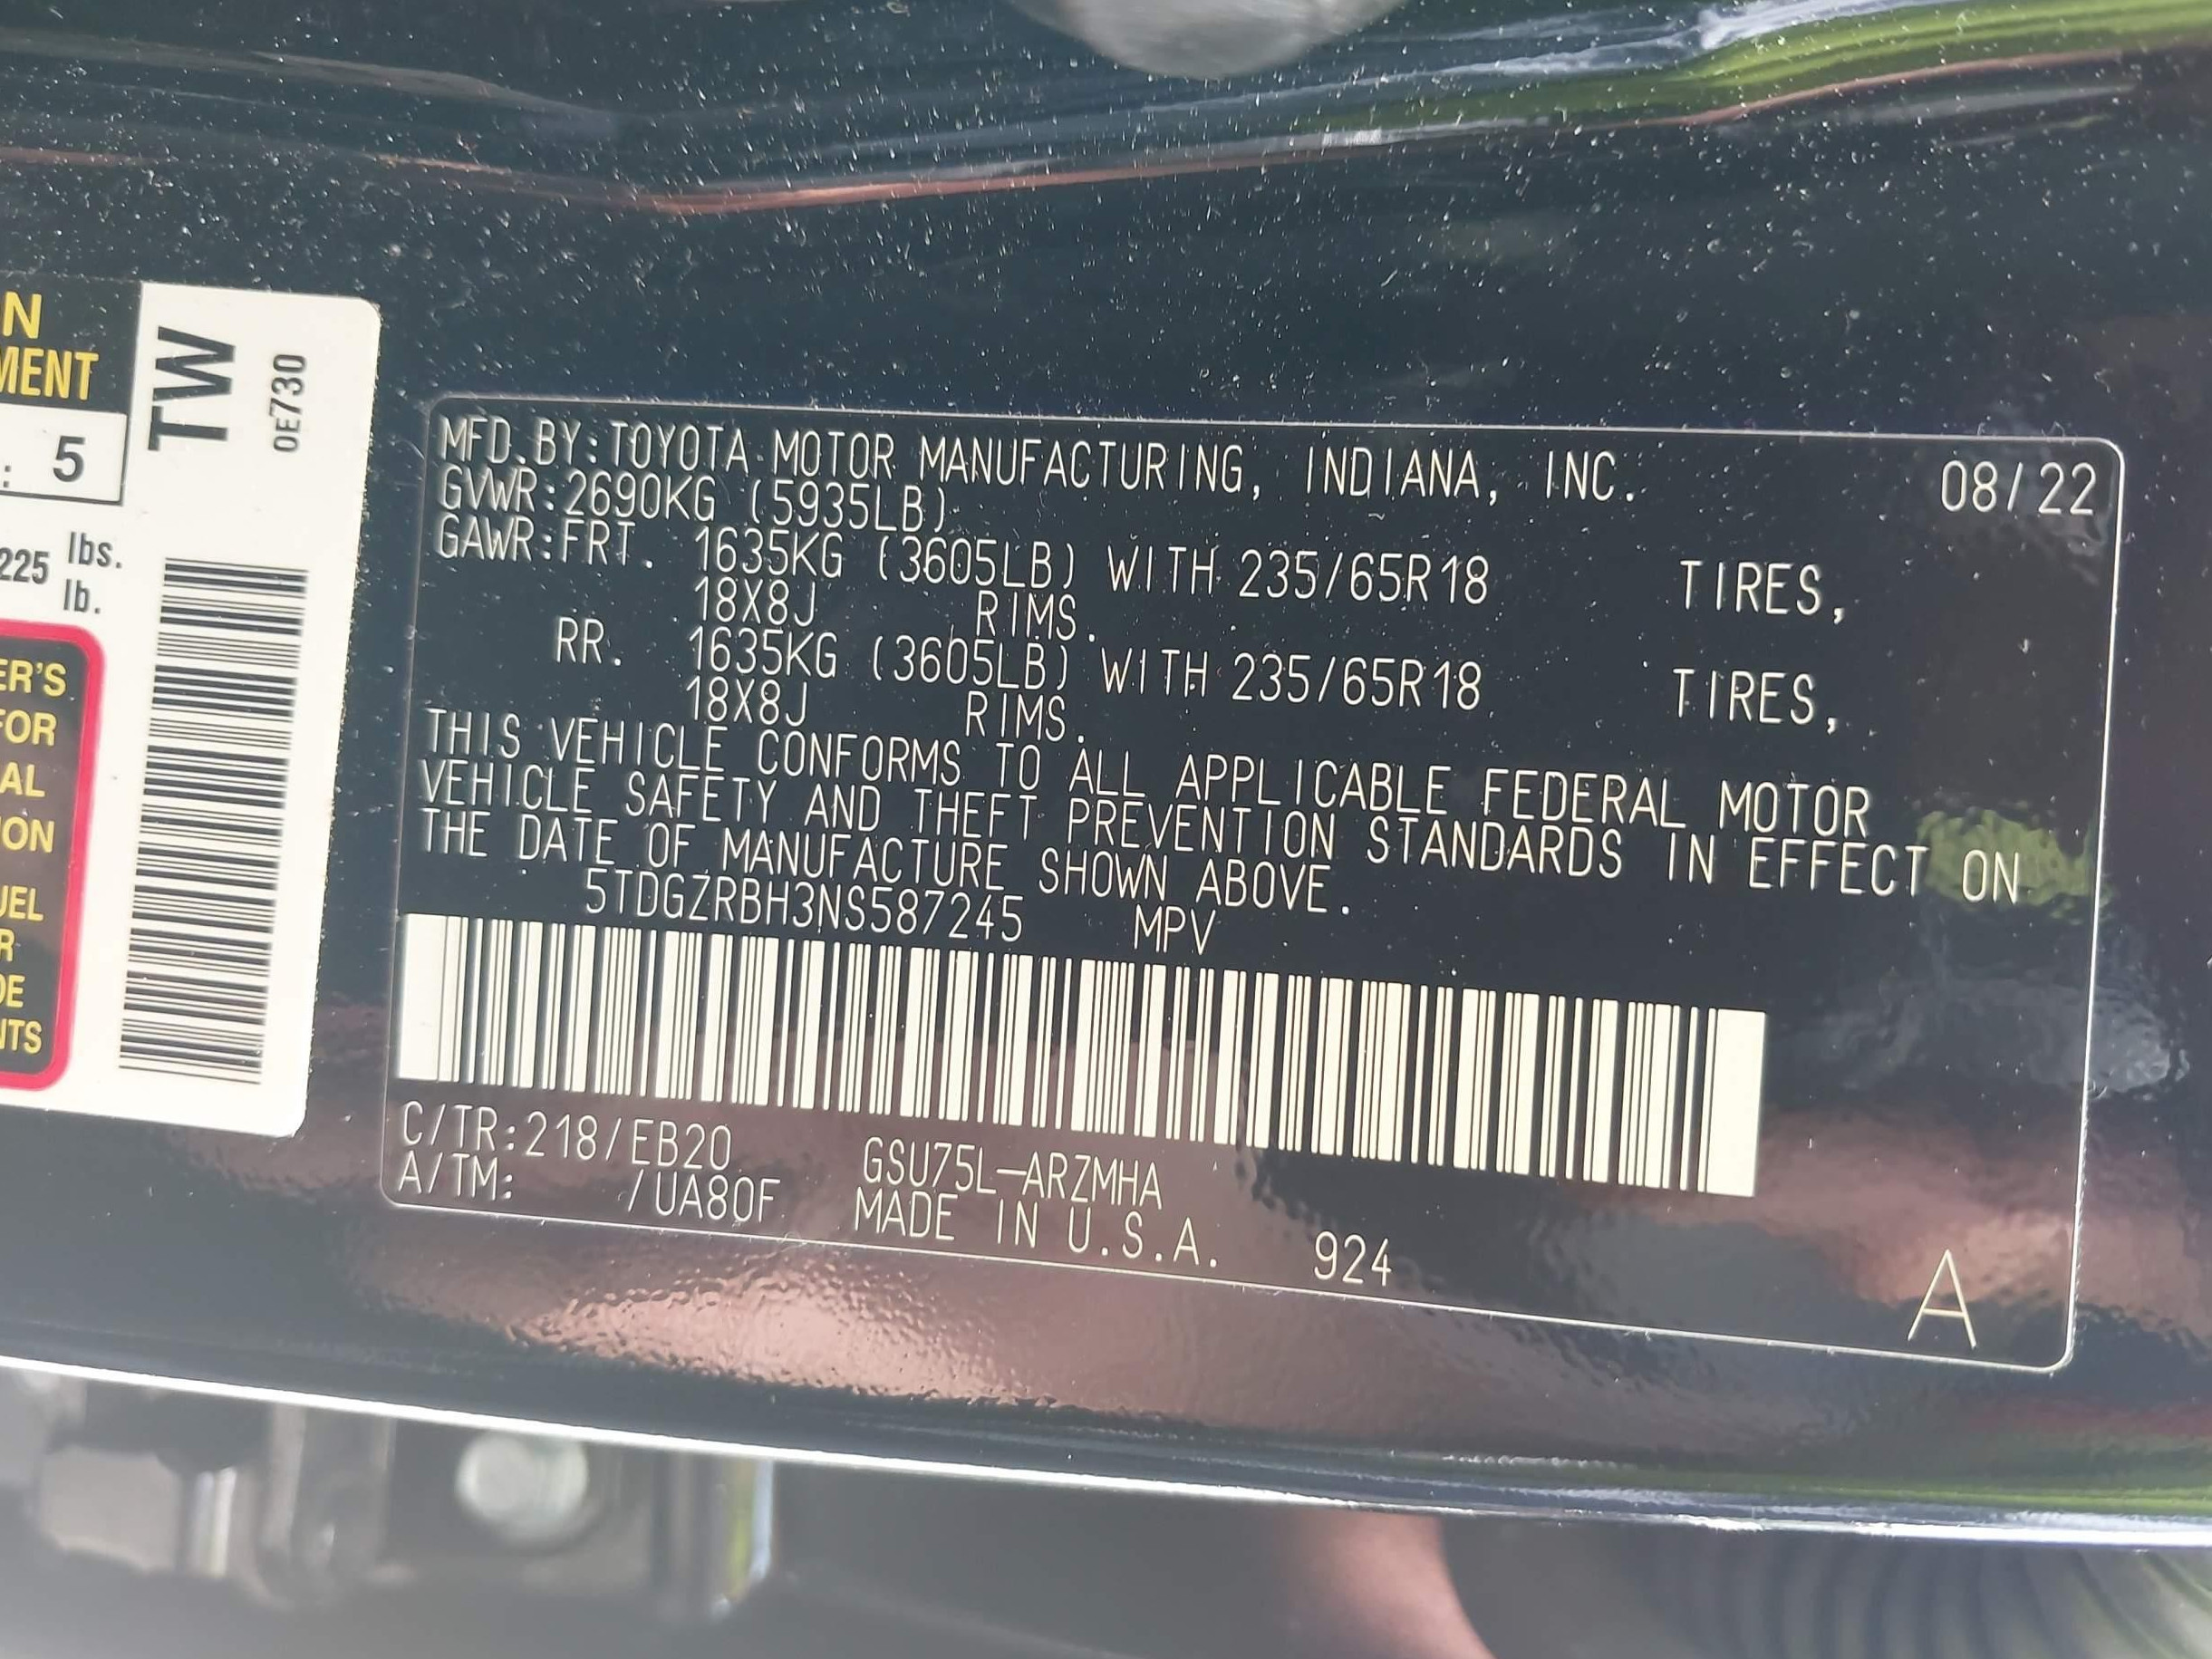 N
MENT
: 5
225 lbs.
lb.
ER'S
FOR
AL
ION
UEL
R
DE
NTS
TW
0E730
MFD.BY:TOYOTA MOTOR MANUFACTURING, INDIANA, INC. 08/22
GVWR:2690KG (5935LB)
GAWR:FRT. 1635KG (3605LB) WITH 235/65R18 TIRES,
18X8J RIMS.
RR. 1635KG (3605LB) WITH 235/65R18 TIRES,
18X8J RIMS.
THIS VEHICLE CONFORMS TO ALL APPLICABLE FEDERAL MOTOR
VEHICLE SAFETY AND THEFT PREVENTION STANDARDS IN EFFECT ON
THE DATE OF MANUFACTURE SHOWN ABOVE.
5TDGZRBH3NS587245 MPV
C/TR:218/EB20 GSU75L-ARZMHA
A/TM: /UA80F MADE IN U.S.A. 924
A